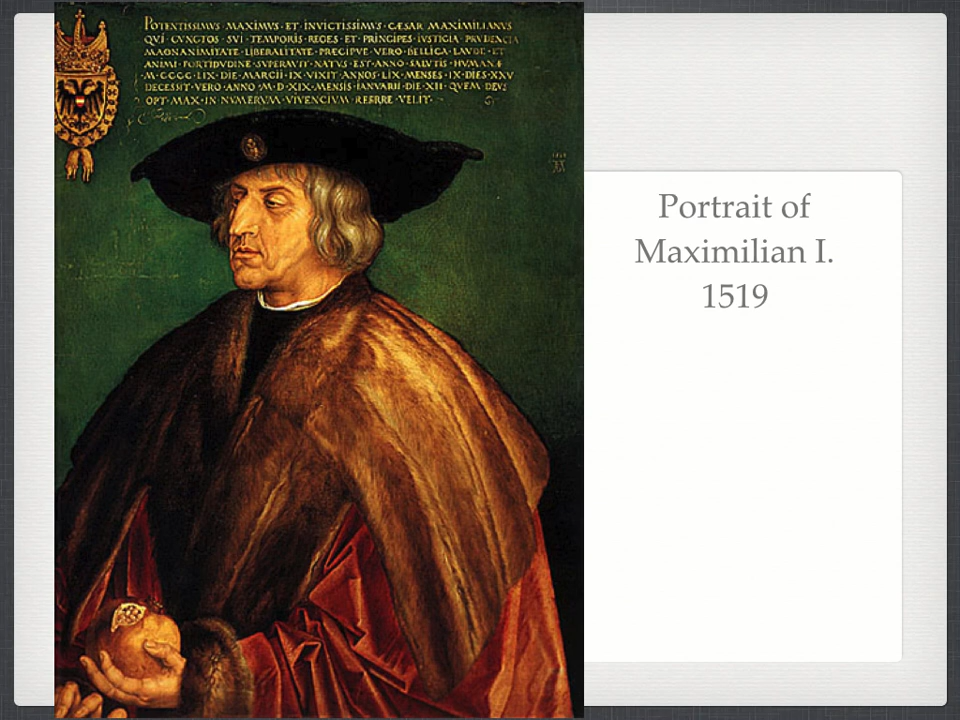 POTENTISSIMVS · MAXIMVS · ET · INVICTISSIMVS · CÆSAR · MAXIMILIANVS
QVI · CVNCTOS · SVI · TEMPORIS · REGES · ET · PRINCIPES · IVSTICIA · PRVDENCIA
MAGNANIMITATE · LIBERALITATE · PRECIPVE · VERO · BELLICA · LAVDE · ET
ANIMI · FORTIDVDINE · SVPERAVIT · NATVS · EST · ANNO · SALVTIS · HVMANÆ
· M · CCCC · LIX · DIE · MARCII · IX · VIXIT · ANNOS · LIX · MENSES · IX · DIES · XXV
DECESSIT · VERO · ANNO · M · D · XIX · MENSIS · IANVARII · DIE · XII · QVEM · DEVS
OPT · MAX · IN · NVMERVM · VIVENCIVM · REFERRE · VELIT ·
Portrait of
Maximilian I.
1519